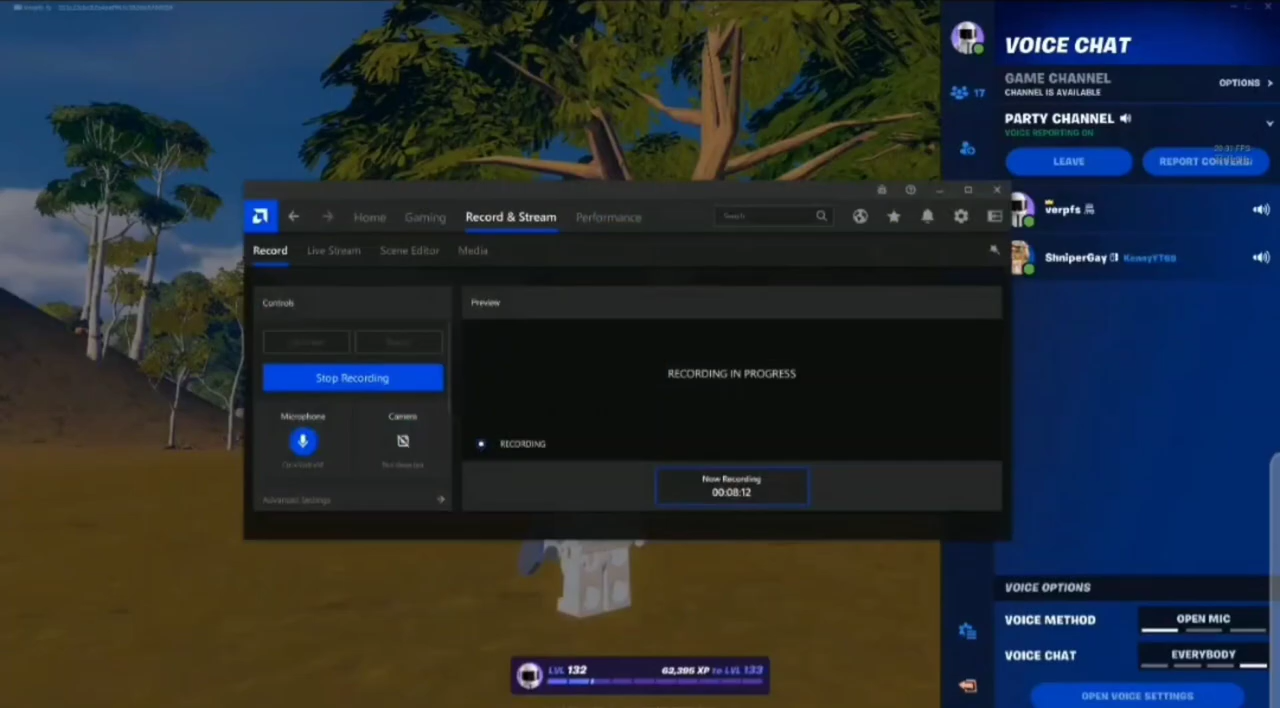 VOICE CHAT
GAME CHANNEL
CHANNEL IS AVAILABLE
OPTIONS >
17
PARTY CHANNEL
VOICE REPORTING ON
LEAVE
REPORT
verpfs
ShniperGay KennyYT69
Home Gaming Record & Stream Performance
Search
Record Live Stream Scene Editor Media
Controls
Preview
Stop Recording
RECORDING IN PROGRESS
Microphone Camera
RECORDING
Advanced Settings
Now Recording
00:08:12
VOICE OPTIONS
VOICE METHOD OPEN MIC
VOICE CHAT EVERYBODY
OPEN VOICE SETTINGS
LVL 132 62,395 XP to LVL 133